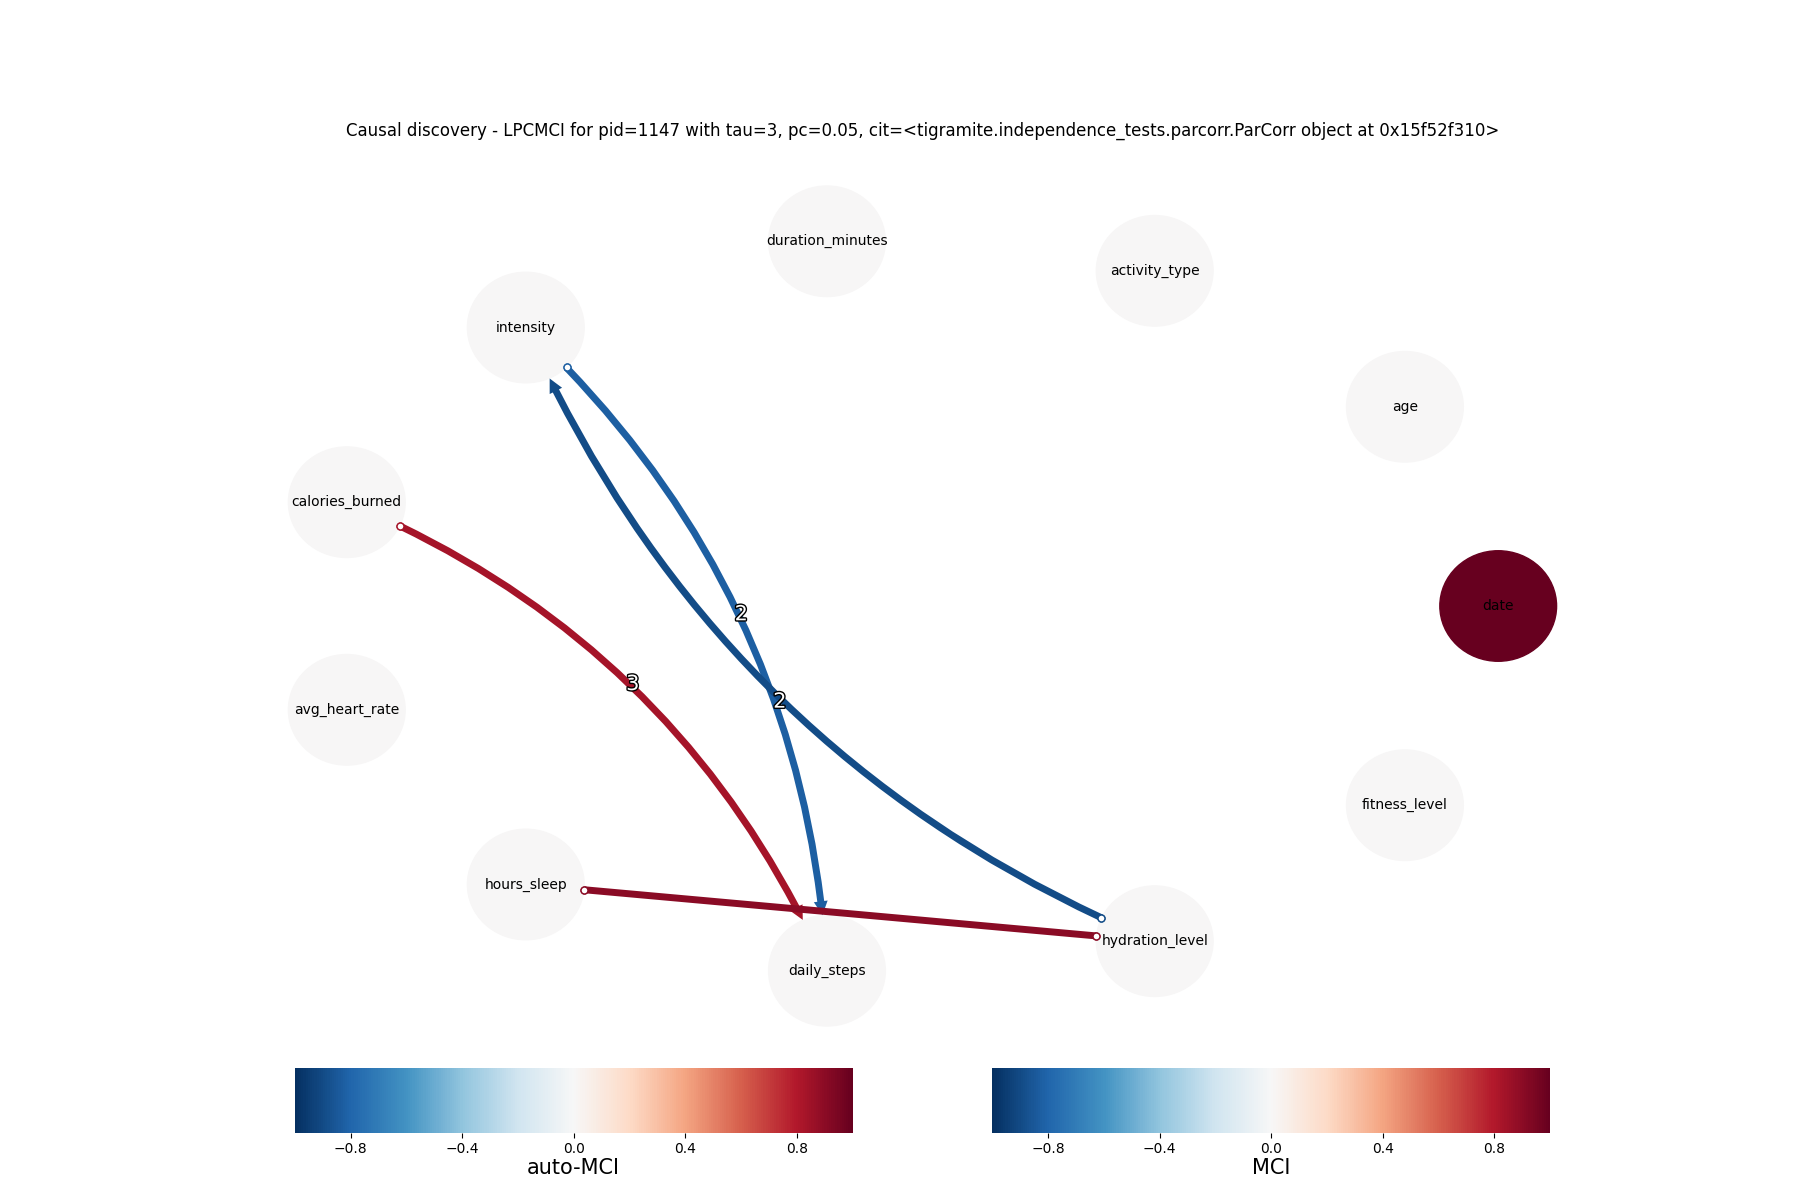 Causal discovery - LPCMCI for pid=1147 with tau=3, pc=0.05, cit=<tigramite.independence_tests.parcorr.ParCorr object at 0x15f52f310>
duration_minutes
activity_type
intensity
age
calories_burned
date
2
3
2
avg_heart_rate
fitness_level
hours_sleep
hydration_level
daily_steps
−0.8 −0.4 0.0 0.4 0.8
auto-MCI
−0.8 −0.4 0.0 0.4 0.8
MCI